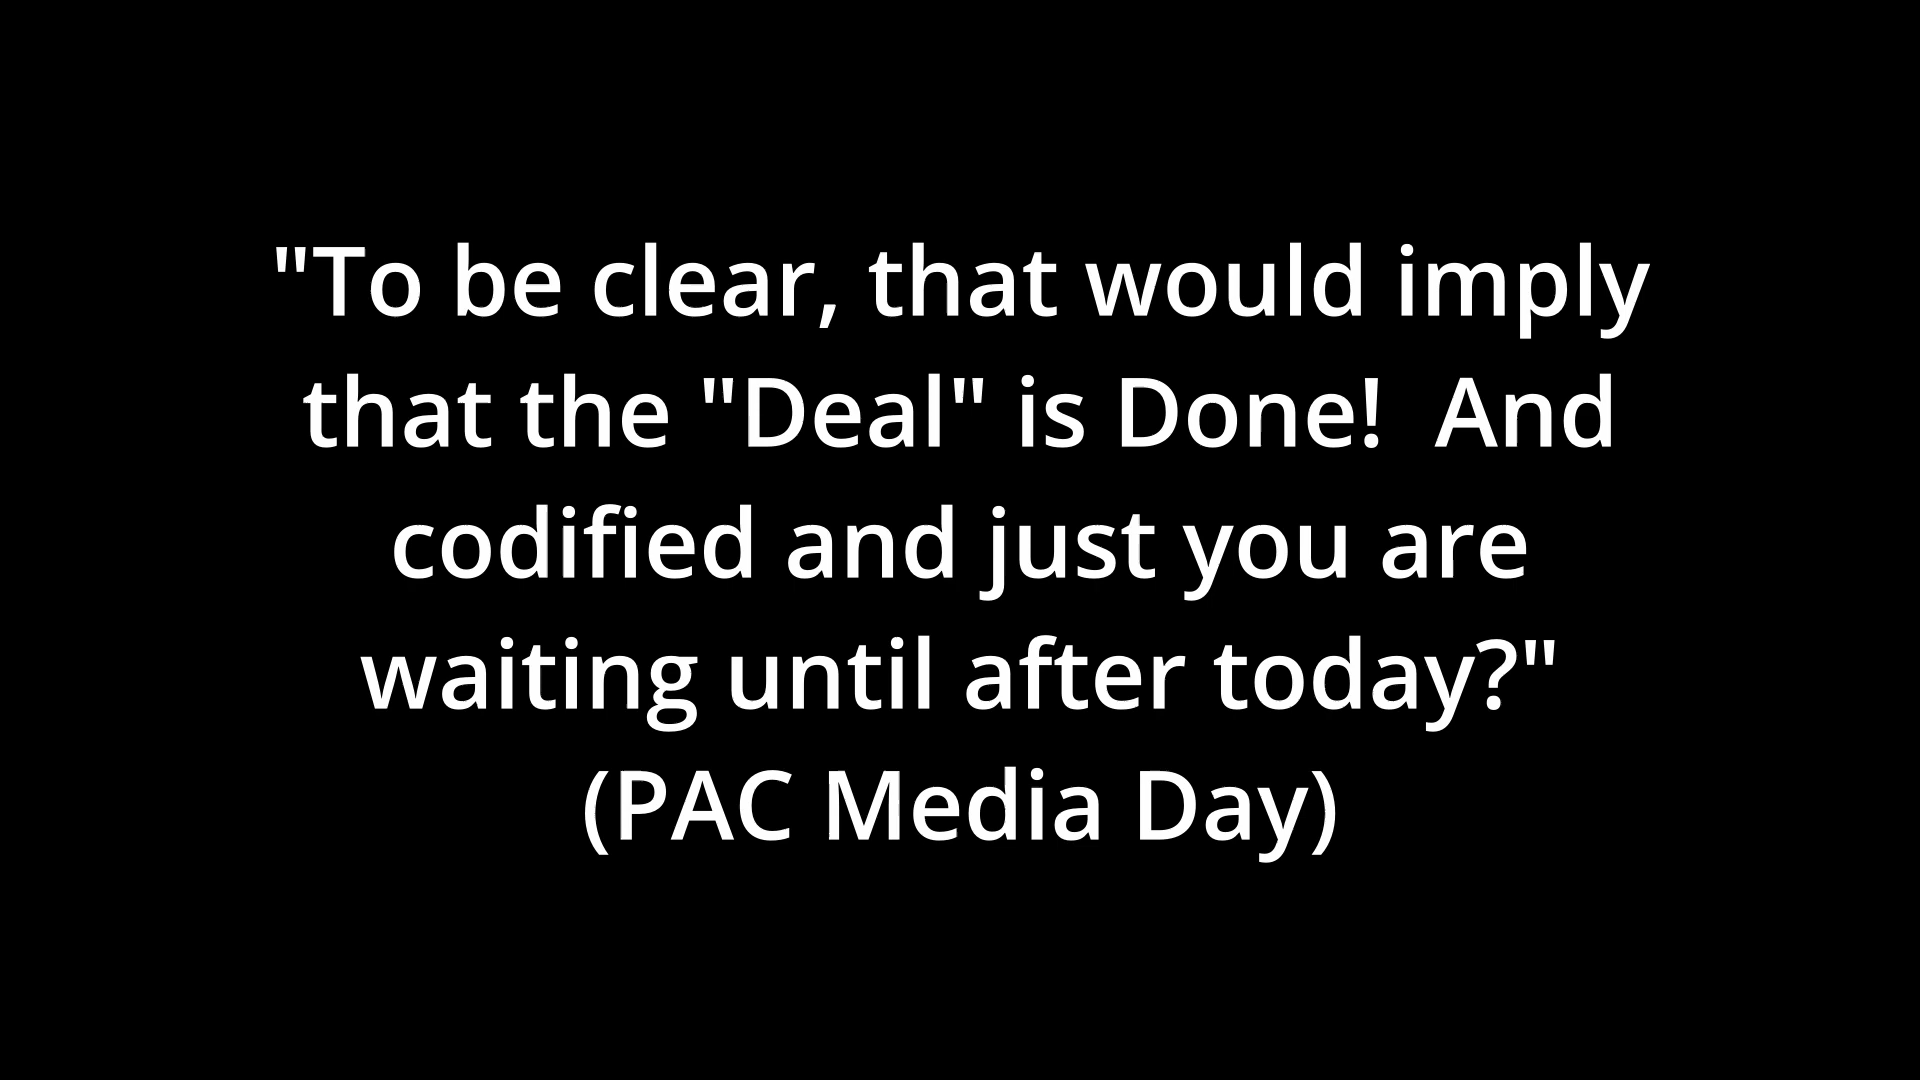 "To be clear, that would imply
that the "Deal" is Done!  And
codified and just you are
waiting until after today?"
(PAC Media Day)